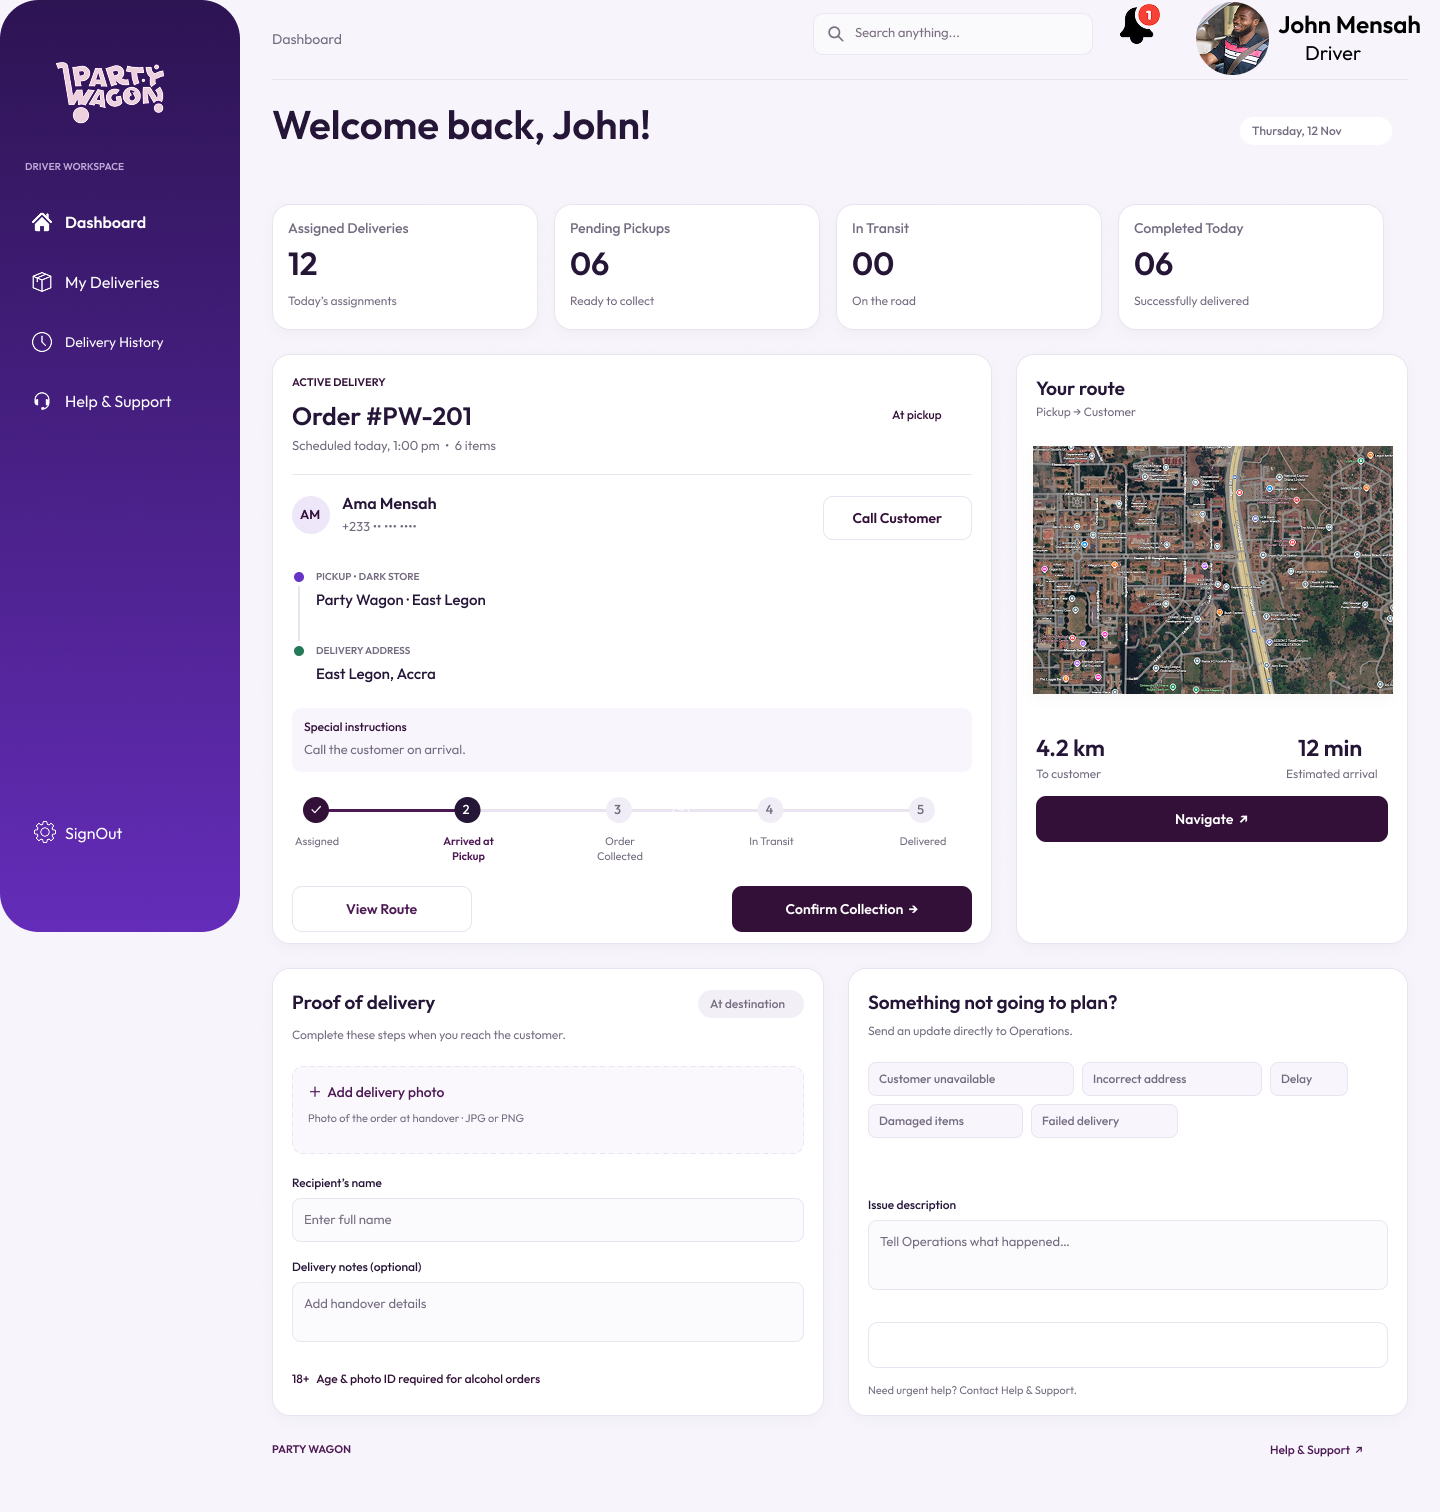 PARTY
WAGON
DRIVER WORKSPACE
Dashboard
My Deliveries
Delivery History
Help & Support
SignOut
Dashboard
Search anything...
1
John Mensah
Driver
Welcome back, John!
Thursday, 12 Nov
Assigned Deliveries
12
Today's assignments
Pending Pickups
06
Ready to collect
In Transit
00
On the road
Completed Today
06
Successfully delivered
ACTIVE DELIVERY
Order #PW-201
At pickup
Scheduled today, 1:00 pm • 6 items
AM
Ama Mensah
+233 •• ••• ••••
Call Customer
PICKUP • DARK STORE
Party Wagon · East Legon
DELIVERY ADDRESS
East Legon, Accra
Special instructions
Call the customer on arrival.
2
3
4
5
Assigned
Arrived at
Pickup
Order
Collected
In Transit
Delivered
View Route
Confirm Collection →
Your route
Pickup → Customer
4.2 km
To customer
12 min
Estimated arrival
Navigate ↗
Proof of delivery
At destination
Complete these steps when you reach the customer.
+ Add delivery photo
Photo of the order at handover · JPG or PNG
Recipient's name
Enter full name
Delivery notes (optional)
Add handover details
18+ Age & photo ID required for alcohol orders
Something not going to plan?
Send an update directly to Operations.
Customer unavailable
Incorrect address
Delay
Damaged items
Failed delivery
Issue description
Tell Operations what happened…
Need urgent help? Contact Help & Support.
PARTY WAGON
Help & Support ↗